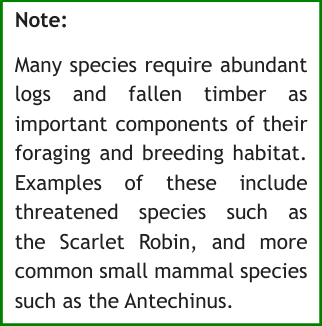 Note:
Many species require abundant
logs and fallen timber as
important components of their
foraging and breeding habitat.
Examples of these include
threatened species such as
the Scarlet Robin, and more
common small mammal species
such as the Antechinus.